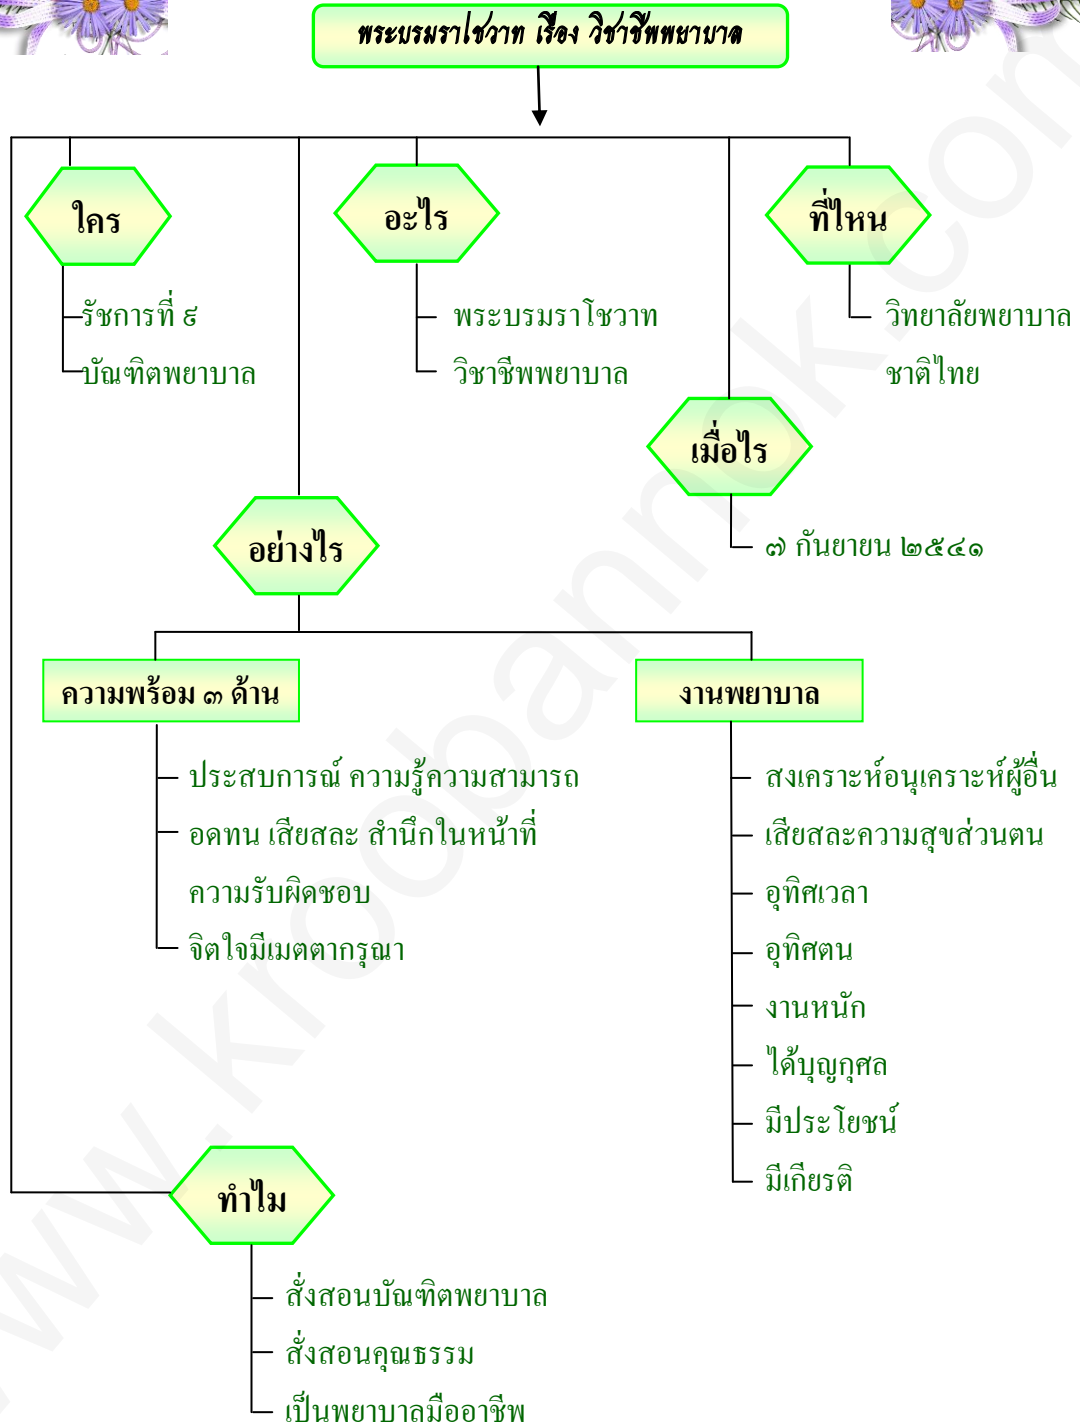 พระบรมราโชวาท เรื่อง วิชาชีพพยาบาล
ใคร
อะไร
ที่ไหน
รัชการที่ ๙
พระบรมราโชวาท
วิทยาลัยพยาบาล
บัณฑิตพยาบาล
วิชาชีพพยาบาล
ชาติไทย
เมื่อไร
อย่างไร
๗ กันยายน ๒๕๔๑
ความพร้อม ๓ ด้าน
งานพยาบาล
ประสบการณ์ ความรู้ความสามารถ
อดทน เสียสละ สำนึกในหน้าที่
ความรับผิดชอบ
จิตใจมีเมตตากรุณา
สงเคราะห์อนุเคราะห์ผู้อื่น
เสียสละความสุขส่วนตน
อุทิศเวลา
อุทิศตน
งานหนัก
ได้บุญกุศล
มีประโยชน์
มีเกียรติ
ทำไม
สั่งสอนบัณฑิตพยาบาล
สั่งสอนคุณธรรม
เป็นพยาบาลมืออาชีพ
www.krobannok.com